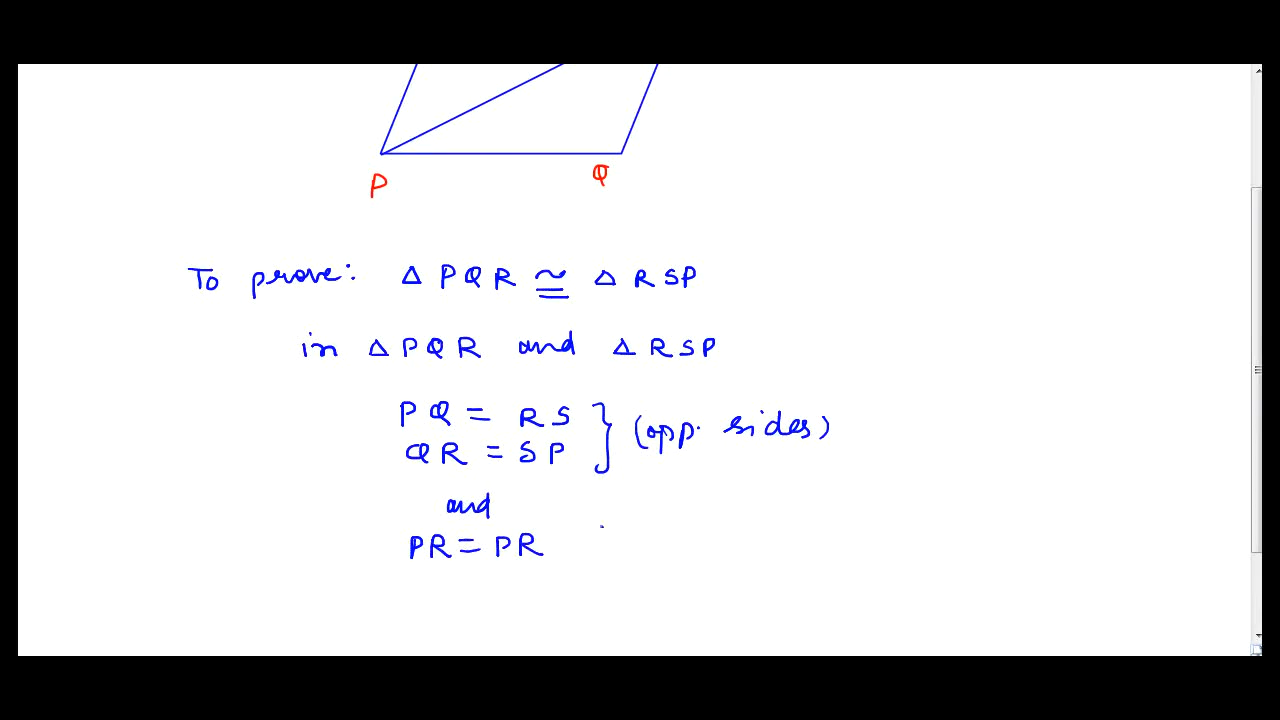 P Q
To prove: Δ PQR ≅ Δ RSP
in Δ PQR and Δ RSP
PQ = RS
QR = SP } (opp. sides)
and
PR = PR